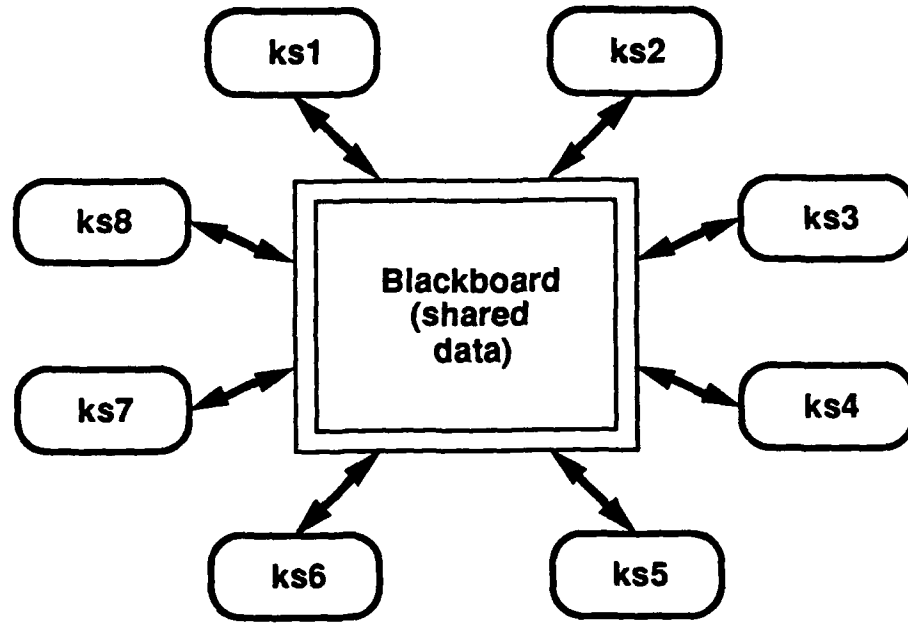 ks1
ks2
ks8
ks3
Blackboard
(shared
data)
ks7
ks4
ks6
ks5